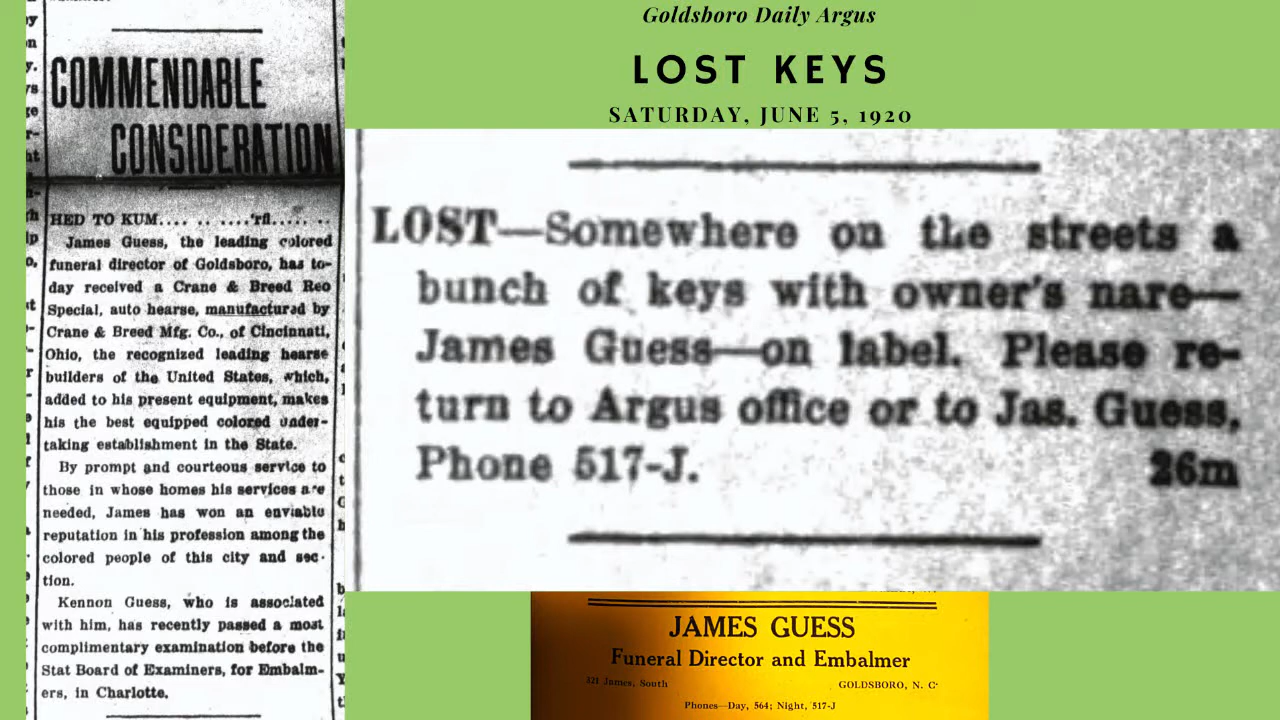 COMMENDABLE
CONSIDERATION
HED TO KUM.... .. ....'rfl..... ..
James Guess, the leading colored
funeral director of Goldsboro, has to-
day received a Crane & Breed Reo
Special, auto hearse, manufactured by
Crane & Breed Mfg. Co., of Cincinnati,
Ohio, the recognized leading hearse
builders of the United States, which,
added to his present equipment, makes
his the best equipped colored under-
taking establishment in the State.
By prompt and courteous service to
those in whose homes his services are
needed, James has won an enviable
reputation in his profession among the
colored people of this city and sec-
tion.
Kennon Guess, who is associated
with him, has recently passed a most
complimentary examination before the
Stat Board of Examiners, for Embalm-
ers, in Charlotte.
Goldsboro Daily Argus
LOST KEYS
SATURDAY, JUNE 5, 1920
LOST—Somewhere on the streets a
bunch of keys with owner's nare—
James Guess—on label. Please re-
turn to Argus office or to Jas. Guess,
Phone 517-J. 26m
JAMES GUESS
Funeral Director and Embalmer
321 James, South GOLDSBORO, N. C.
Phones—Day, 564; Night, 517-J